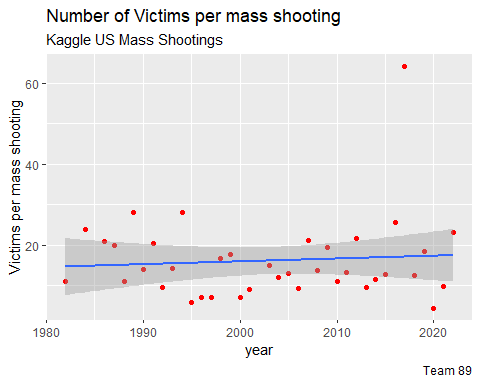 Number of Victims per mass shooting
Kaggle US Mass Shootings
Victims per mass shooting
60
40
20
1980
1990
2000
2010
2020
year
Team 89